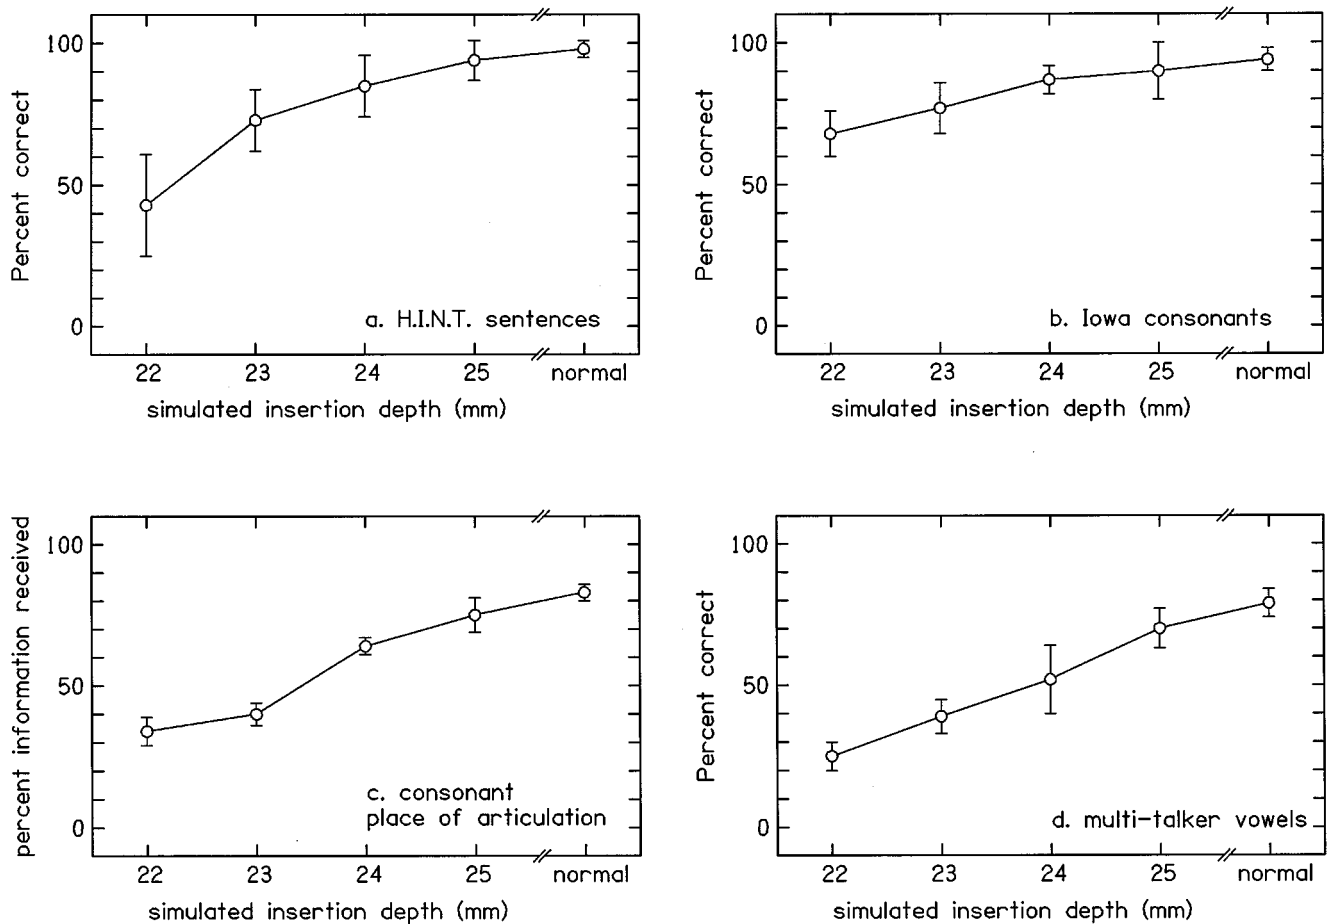 Percent correct
100
50
0
a. H.I.N.T. sentences
22 23 24 25 normal
simulated insertion depth (mm)
Percent correct
100
50
0
b. Iowa consonants
22 23 24 25 normal
simulated insertion depth (mm)
percent information received
100
50
0
c. consonant
place of articulation
22 23 24 25 normal
simulated insertion depth (mm)
Percent correct
100
50
0
d. multi-talker vowels
22 23 24 25 normal
simulated insertion depth (mm)